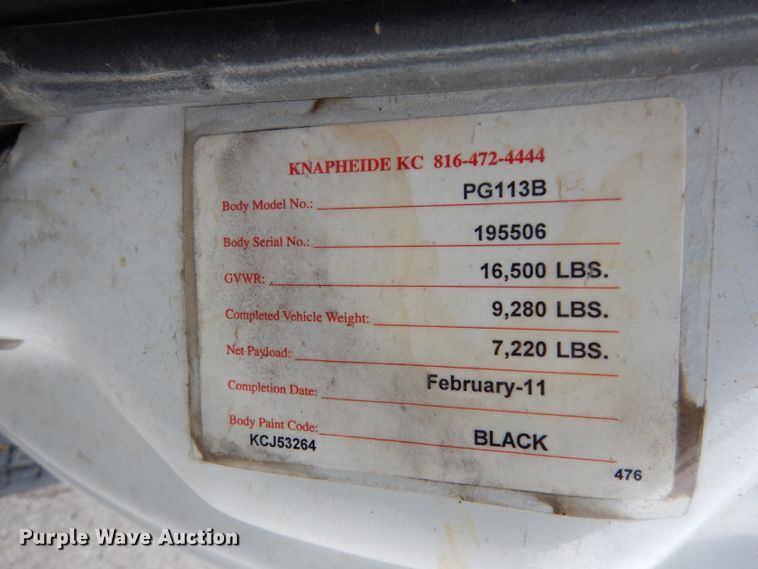 KNAPHEIDE KC 816-472-4444
Body Model No.: PG113B
Body Serial No.: 195506
GVWR: 16,500 LBS.
Completed Vehicle Weight: 9,280 LBS.
Net Payload: 7,220 LBS.
Completion Date: February-11
Body Paint Code: BLACK
KCJ53264
476
Purple Wave Auction